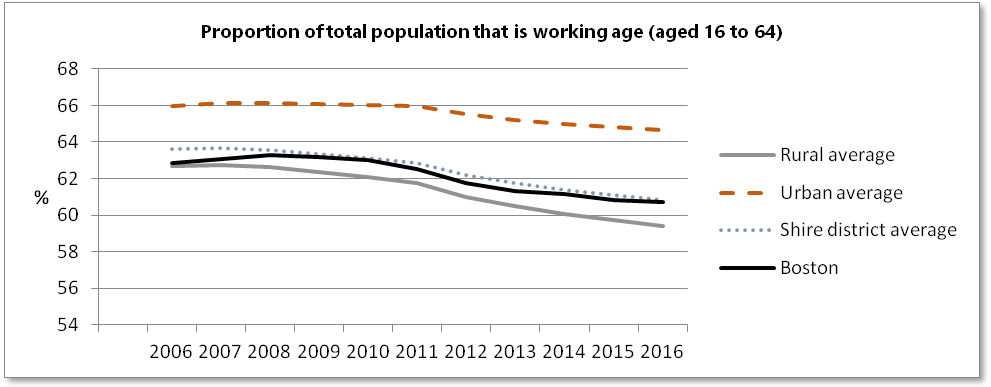 Proportion of total population that is working age (aged 16 to 64)
68
66
64
62
60
58
56
54
%
2006 2007 2008 2009 2010 2011 2012 2013 2014 2015 2016
Rural average
Urban average
Shire district average
Boston